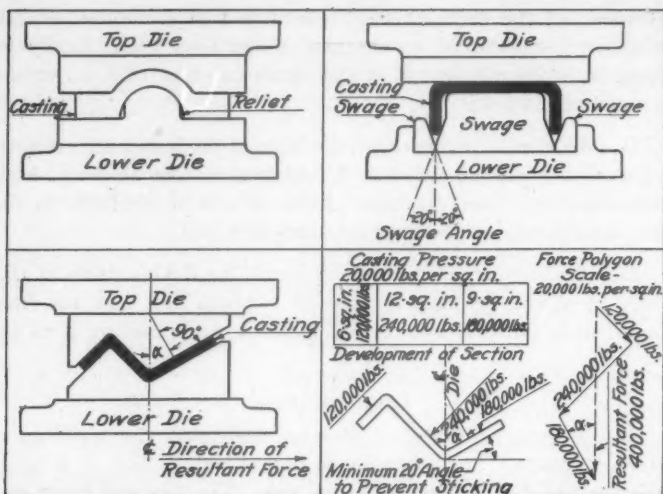 Top Die
Casting
Relief
Lower Die
Top Die
Casting
Swage
Swage
Swage
Lower Die
20° 20°
Swage Angle
Top Die
90°
α
Casting
Lower Die
℄ Direction of
Resultant Force
Casting Pressure
20,000 lbs. per sq. in.
6 sq. in.
120,000 lbs.
12 sq. in.
240,000 lbs.
9 sq in.
180,000 lbs.
Development of Section
120,000 lbs.
℄ Die
240,000 lbs.
180,000 lbs.
α
Minimum 20° Angle
to Prevent Sticking
Force Polygon
Scale-
20,000 lbs. per sq. in.
120,000 lbs.
240,000 lbs.
α
180,000 lbs.
Resultant Force
400,000 lbs.